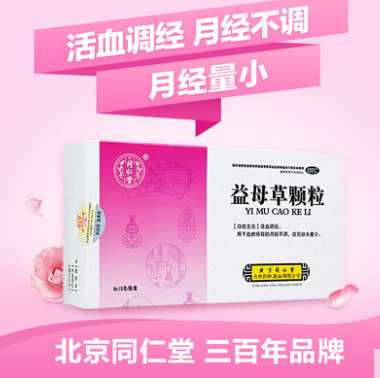 活血调经 月经不调
月经量小
同仁堂
OTC
益母草颗粒
YI MU CAO KE LI
【功能主治】活血调经。
用于血瘀所致的月经不调，症见经水量少。
北京同仁堂
北京同仁堂 三百年品牌